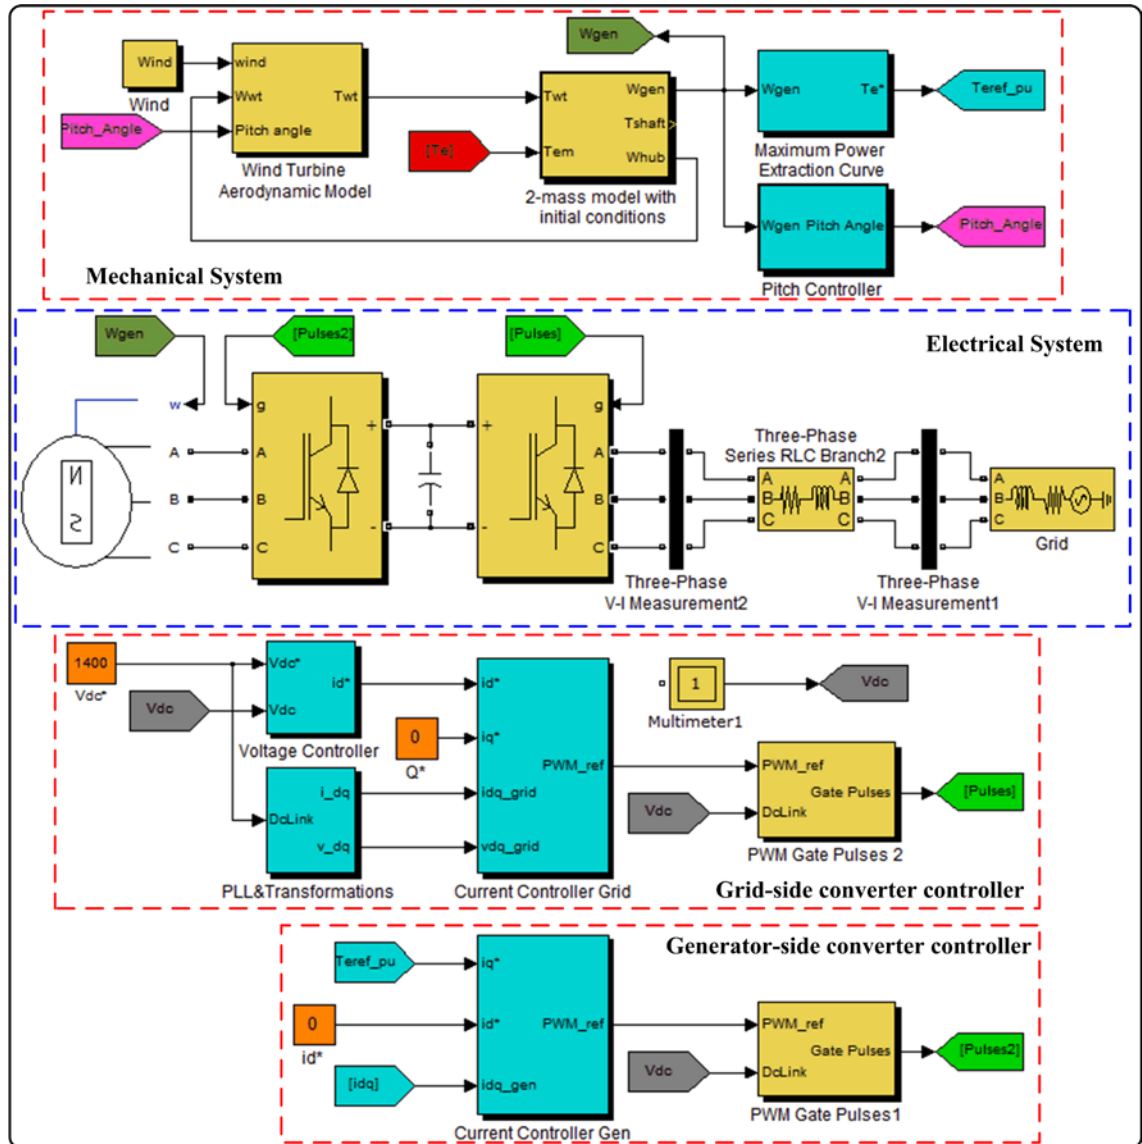 Wgen
Wind
wind
Wwt
Twt
Pitch angle
Wind
Pitch_Angle
Wind Turbine
Aerodynamic Model
[Te]
Twt
Tem
Wgen
Tshaft
Whub
2-mass model with
initial conditions
Wgen
Te*
Maximum Power
Extraction Curve
Teref_pu
Wgen Pitch Angle
Pitch Controller
Pitch_Angle
Mechanical System
Wgen
[Pulses2]
[Pulses]
Electrical System
w
A
B
C
N
S
g
A
B
C
+
-
+
-
g
A
B
C
Three-Phase
V-I Measurement2
Three-Phase
Series RLC Branch2
A
B
C
A
B
C
Three-Phase
V-I Measurement1
A
B
C
Grid
1400
Vdc*
Vdc
Vdc*
Vdc
id*
Voltage Controller
DcLink
i_dq
v_dq
PLL&Transformations
0
Q*
id*
iq*
idq_grid
vdq_grid
PWM_ref
Current Controller Grid
1
Multimeter1
Vdc
Vdc
PWM_ref
Gate Pulses
DcLink
PWM Gate Pulses 2
[Pulses]
Grid-side converter controller
Generator-side converter controller
Teref_pu
0
id*
[idq]
iq*
id*
idq_gen
PWM_ref
Current Controller Gen
Vdc
PWM_ref
Gate Pulses
DcLink
PWM Gate Pulses1
[Pulses2]